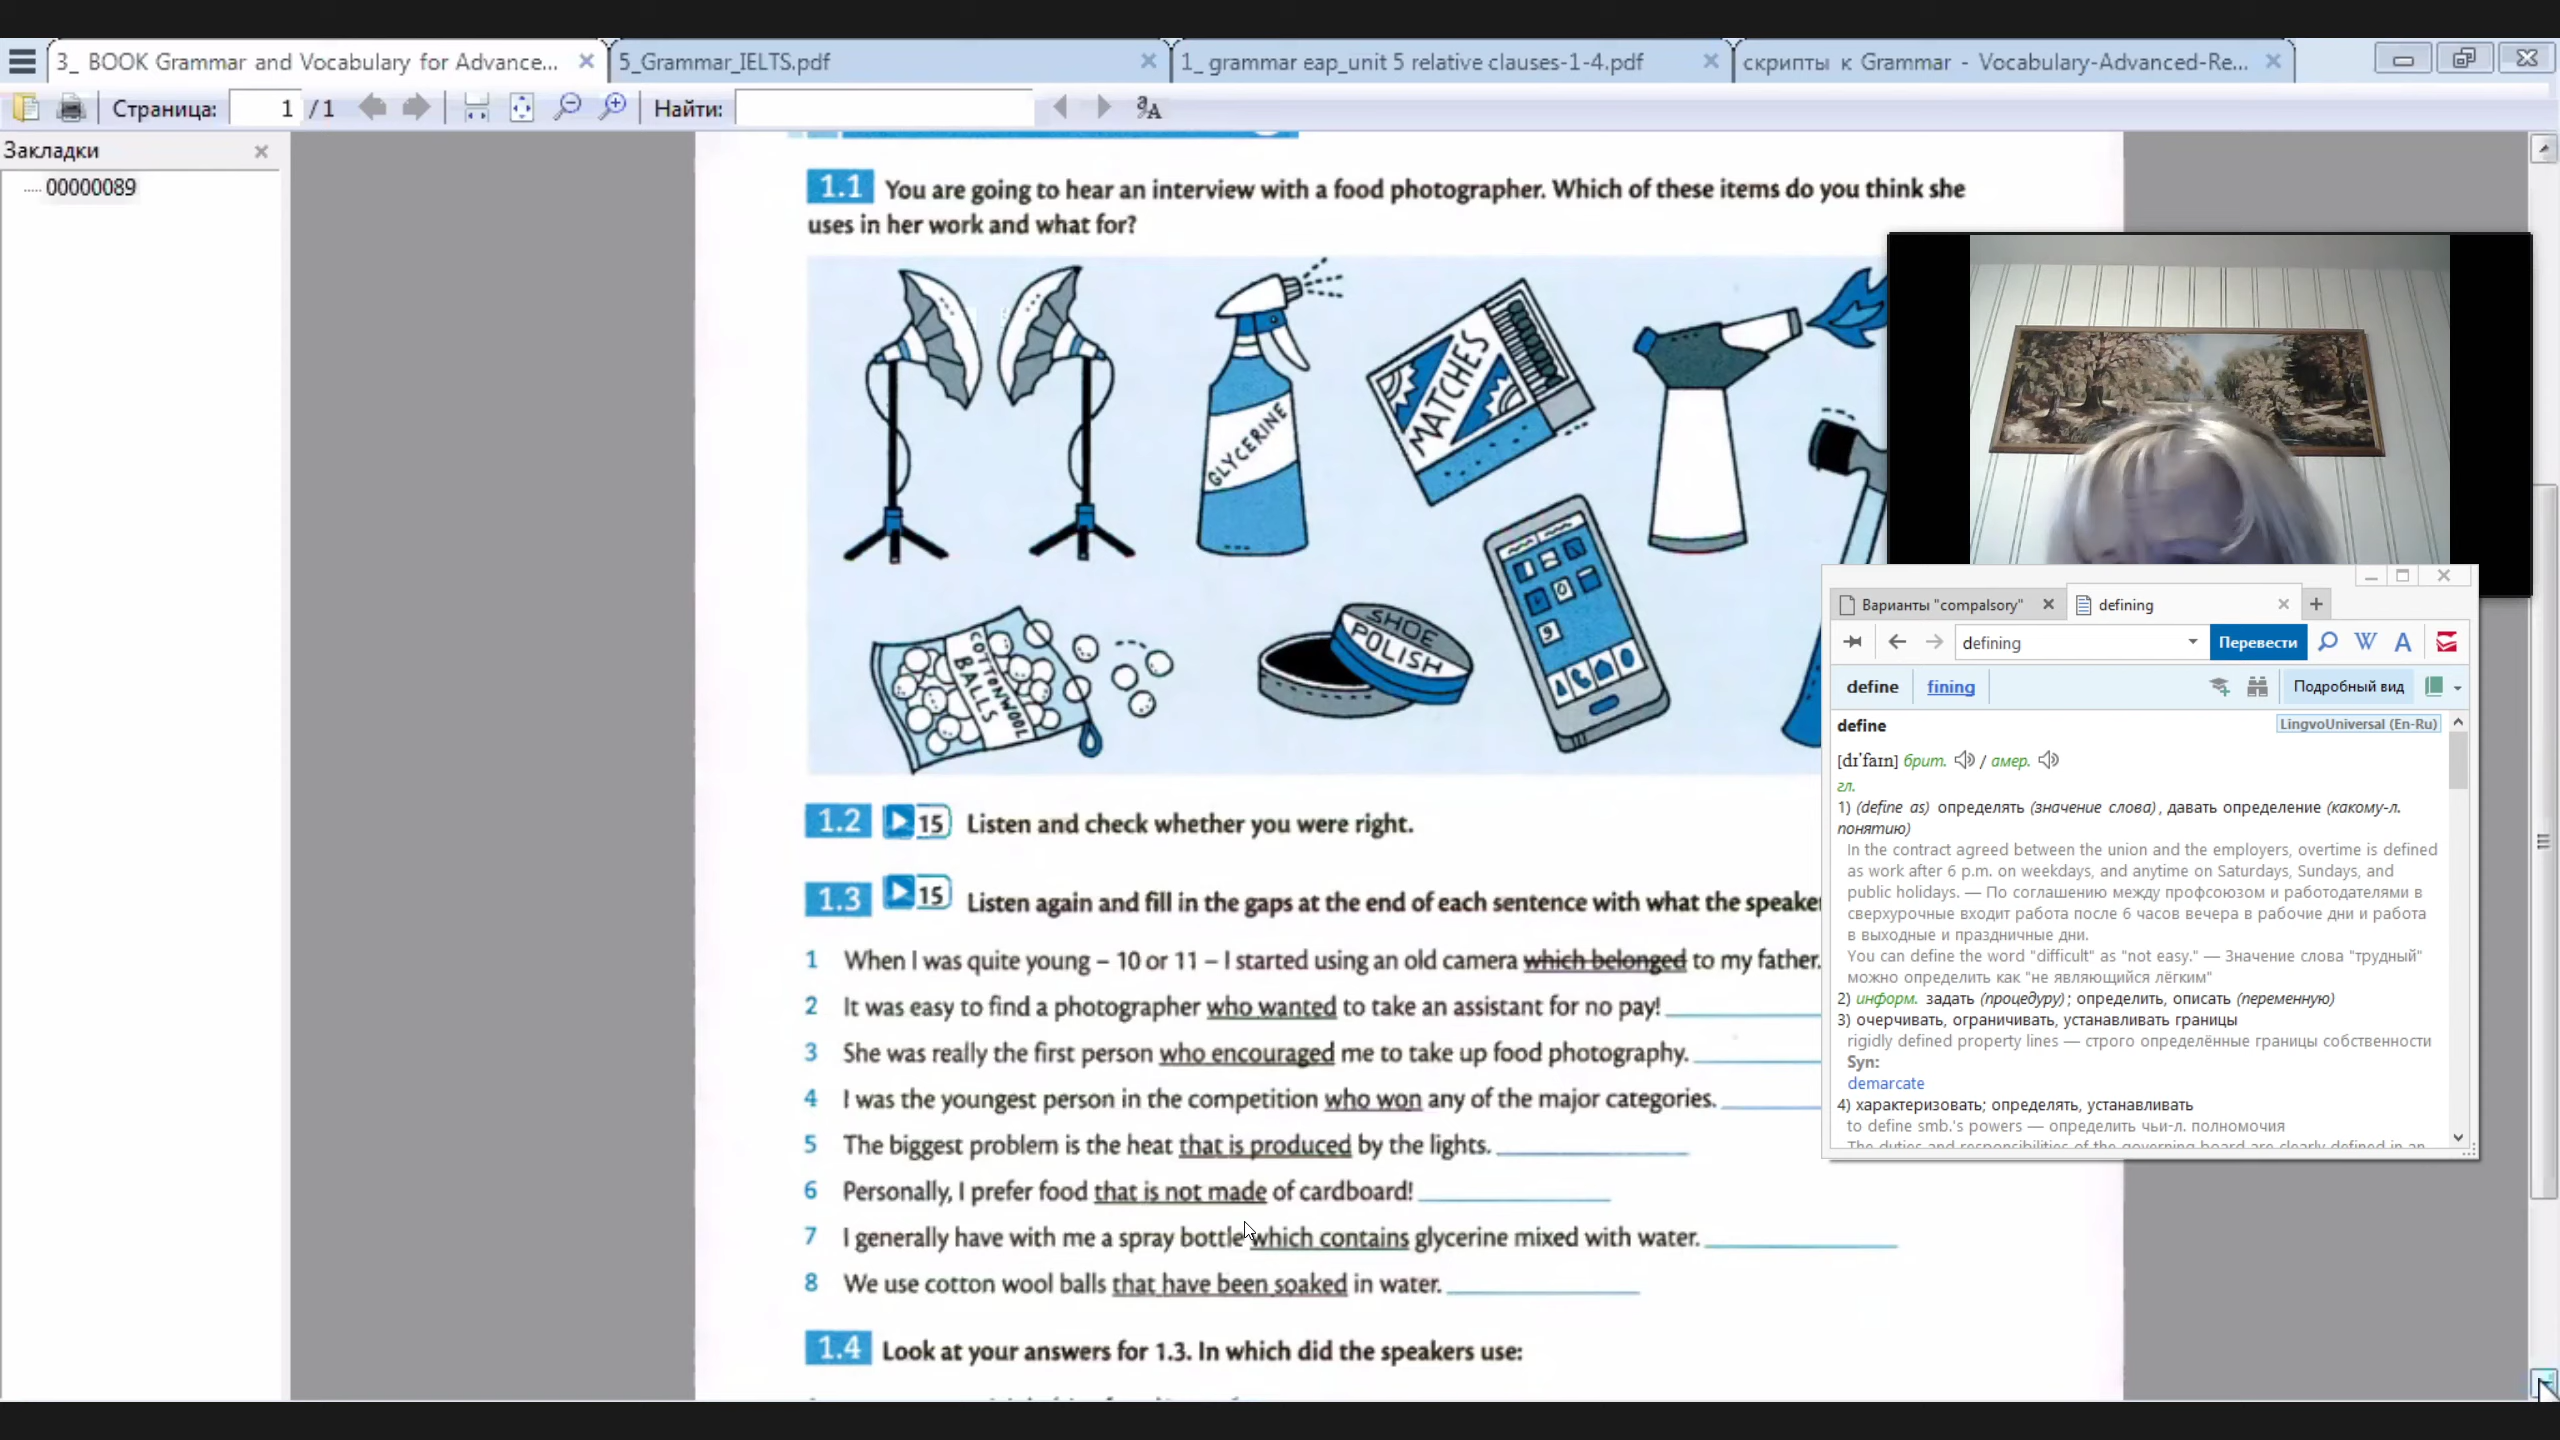 3_ BOOK Grammar and Vocabulary for Advance...
5_Grammar_IELTS.pdf
1_ grammar eap_unit 5 relative clauses-1-4.pdf
скрипты к Grammar - Vocabulary-Advanced-Re...
Страница: 1 / 1 Найти:
Закладки
00000089
1.1 You are going to hear an interview with a food photographer. Which of these items do you think she
uses in her work and what for?
GLYCERINE
MATCHES
COTTON WOOL
BALLS
SHOE
POLISH
0
9
1.2 15 Listen and check whether you were right.
1.3 15 Listen again and fill in the gaps at the end of each sentence with what the speake
1 When I was quite young – 10 or 11 – I started using an old camera which belonged to my father.
2 It was easy to find a photographer who wanted to take an assistant for no pay!
3 She was really the first person who encouraged me to take up food photography.
4 I was the youngest person in the competition who won any of the major categories.
5 The biggest problem is the heat that is produced by the lights.
6 Personally, I prefer food that is not made of cardboard!
7 I generally have with me a spray bottle which contains glycerine mixed with water.
8 We use cotton wool balls that have been soaked in water.
1.4 Look at your answers for 1.3. In which did the speakers use:
Варианты "compalsory"
defining
defining
Перевести
W
A
define
fining
Подробный вид
define
LingvoUniversal (En-Ru)
[dɪ'faɪn] брит. / амер.
гл.
1) (define as) определять (значение слова), давать определение (какому-л.
понятию)
In the contract agreed between the union and the employers, overtime is defined
as work after 6 p.m. on weekdays, and anytime on Saturdays, Sundays, and
public holidays. — По соглашению между профсоюзом и работодателями в
сверхурочные входит работа после 6 часов вечера в рабочие дни и работа
в выходные и праздничные дни.
You can define the word "difficult" as "not easy." — Значение слова "трудный"
можно определить как "не являющийся лёгким"
2) информ. задать (процедуру); определить, описать (переменную)
3) очерчивать, ограничивать, устанавливать границы
rigidly defined property lines — строго определённые границы собственности
Syn:
demarcate
4) характеризовать; определять, устанавливать
to define smb.'s powers — определить чьи-л. полномочия
The duties and responsibilities of the governing board are clearly defined in an